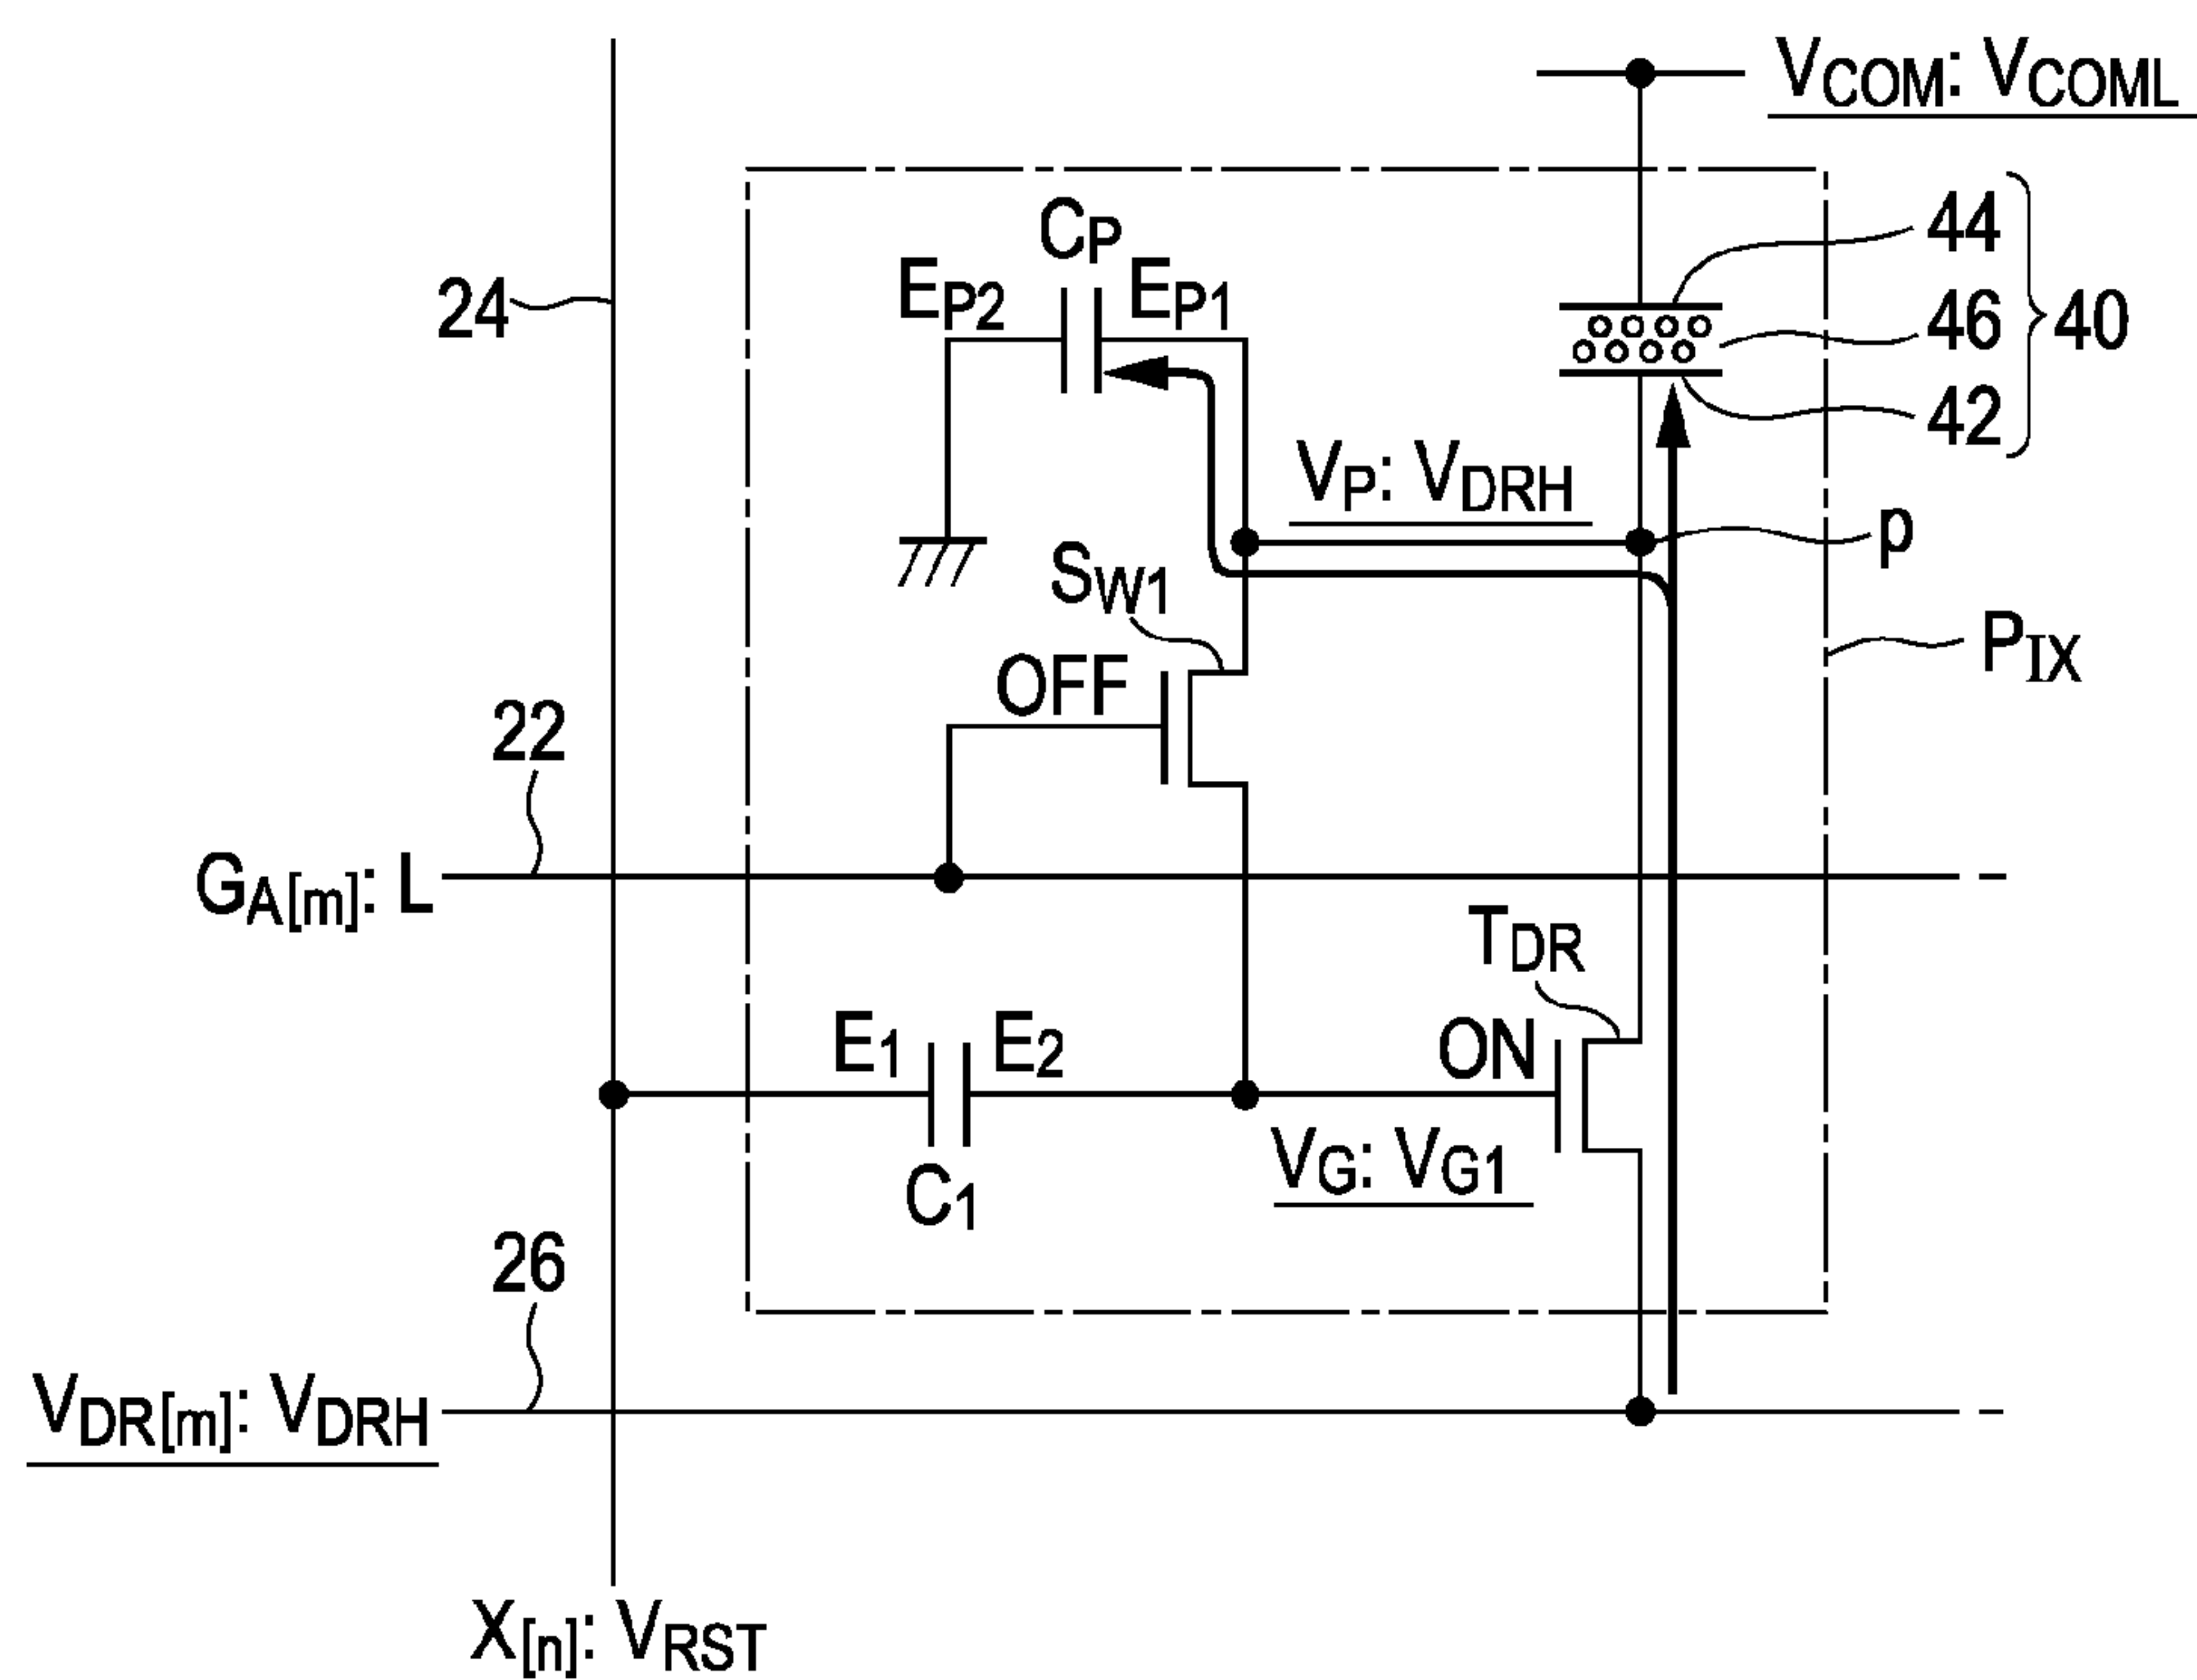 VCOM: VCOML
44
46
40
42
CP
EP2
EP1
24
VP: VDRH
p
SW1
PIX
OFF
22
GA[m]: L
TDR
E1
E2
ON
C1
VG: VG1
26
VDR[m]: VDRH
X[n]: VRST